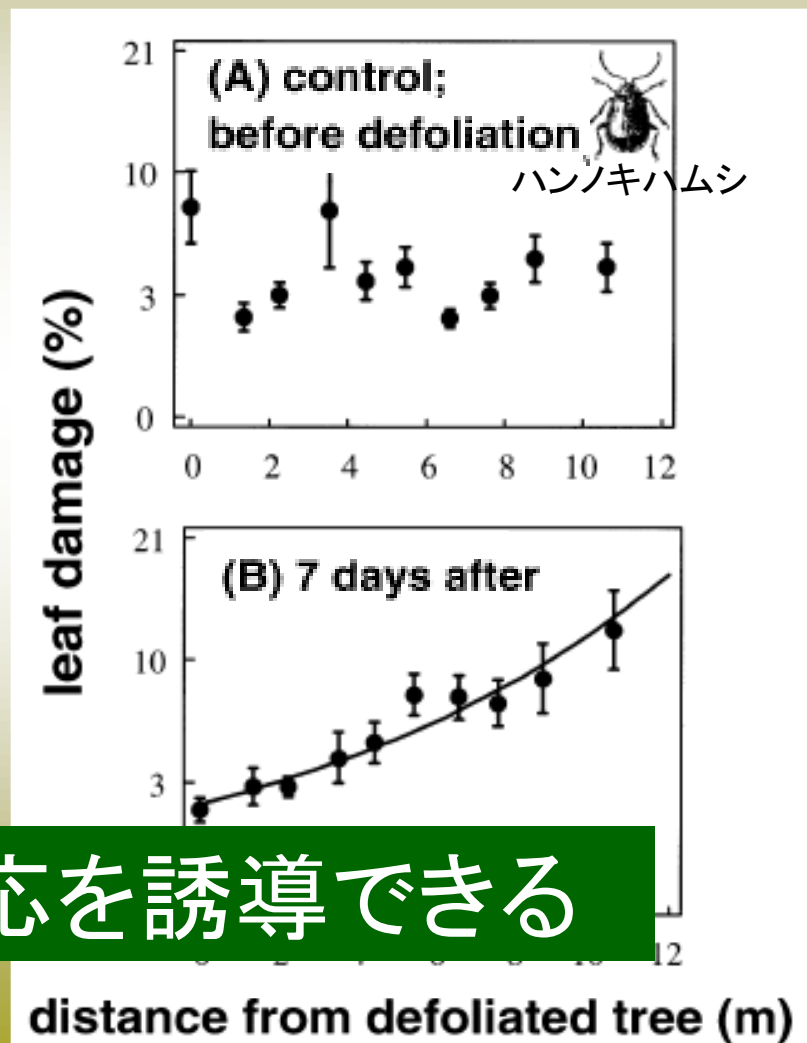 21
(A) control;
before defoliation
ハンノキハムシ
10
3
0
0 2 4 6 8 10 12
leaf damage (%)
21
(B) 7 days after
10
3
応を誘導できる
12
distance from defoliated tree (m)